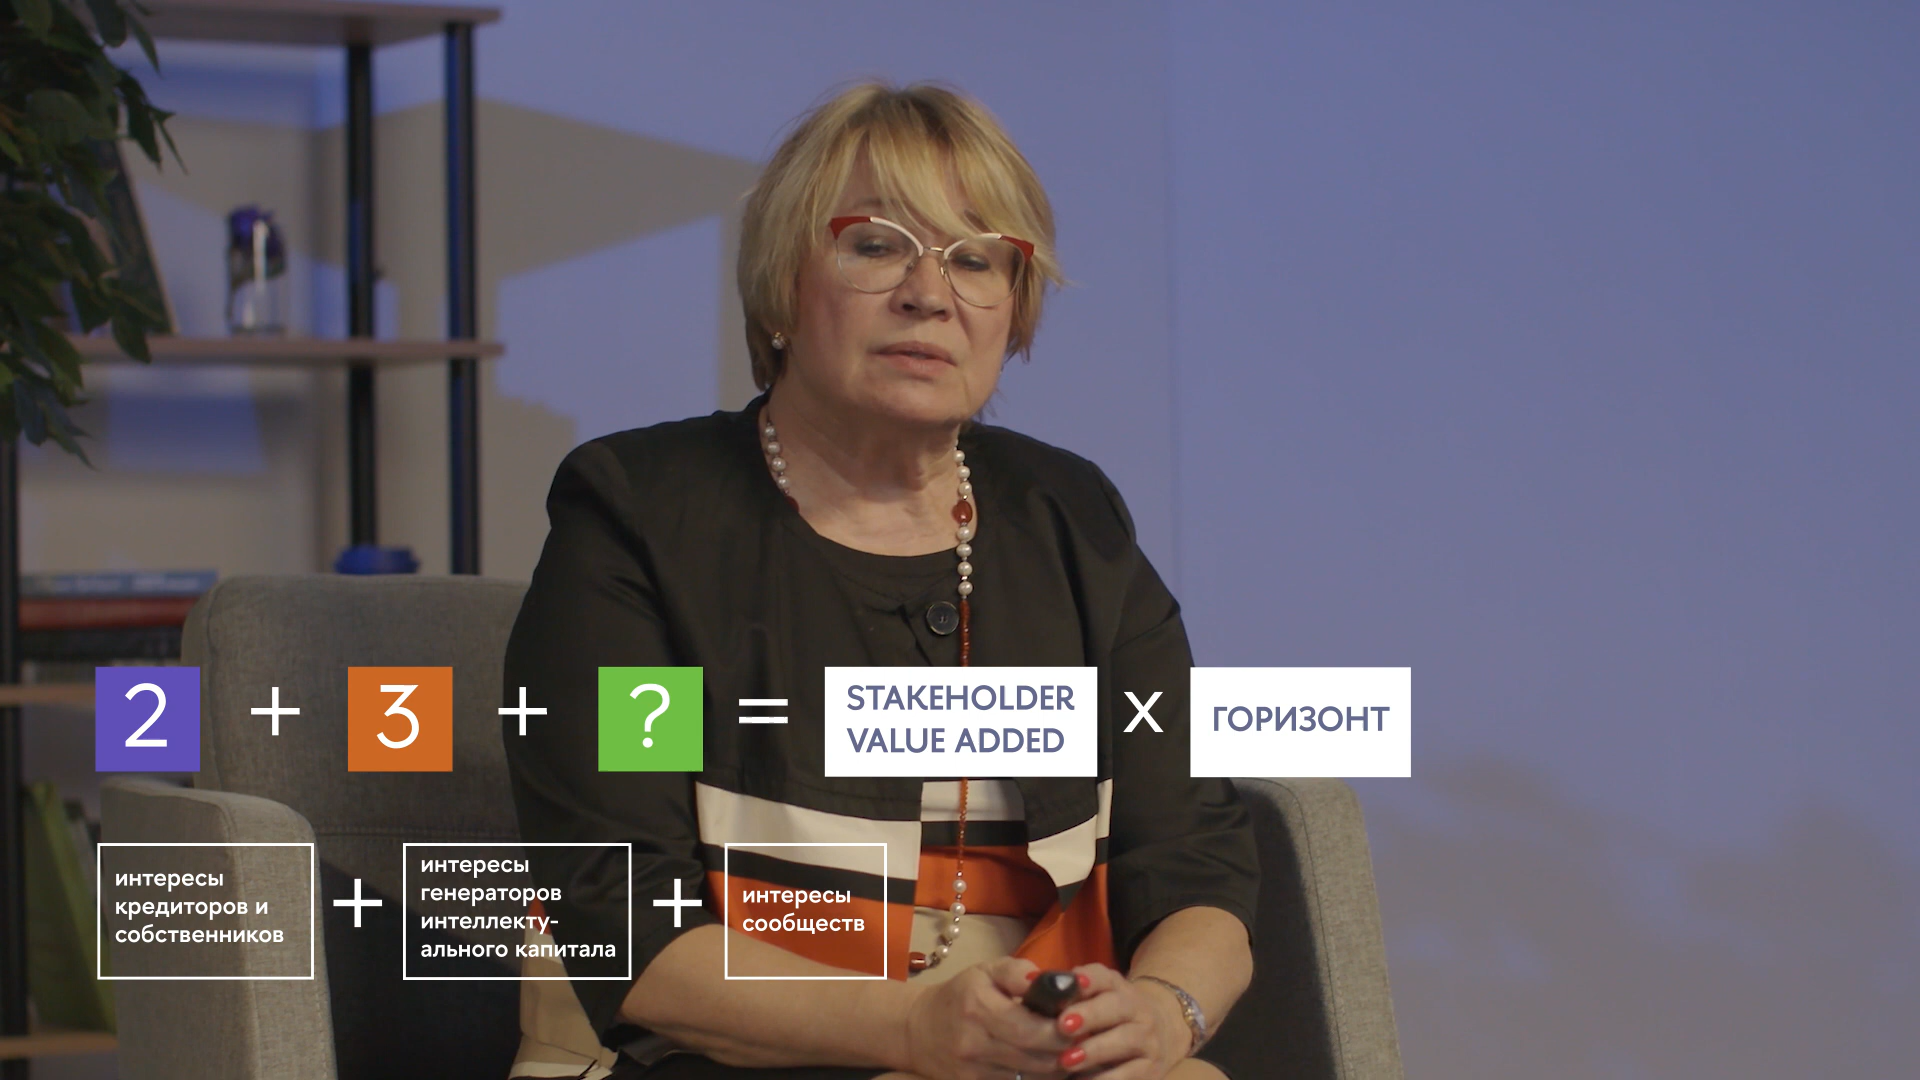 2 + 3 + ? = STAKEHOLDER VALUE ADDED x ГОРИЗОНТ
интересы
кредиторов и
собственников
+
интересы
генераторов
интеллекту-
ального капитала
+
интересы
сообществ